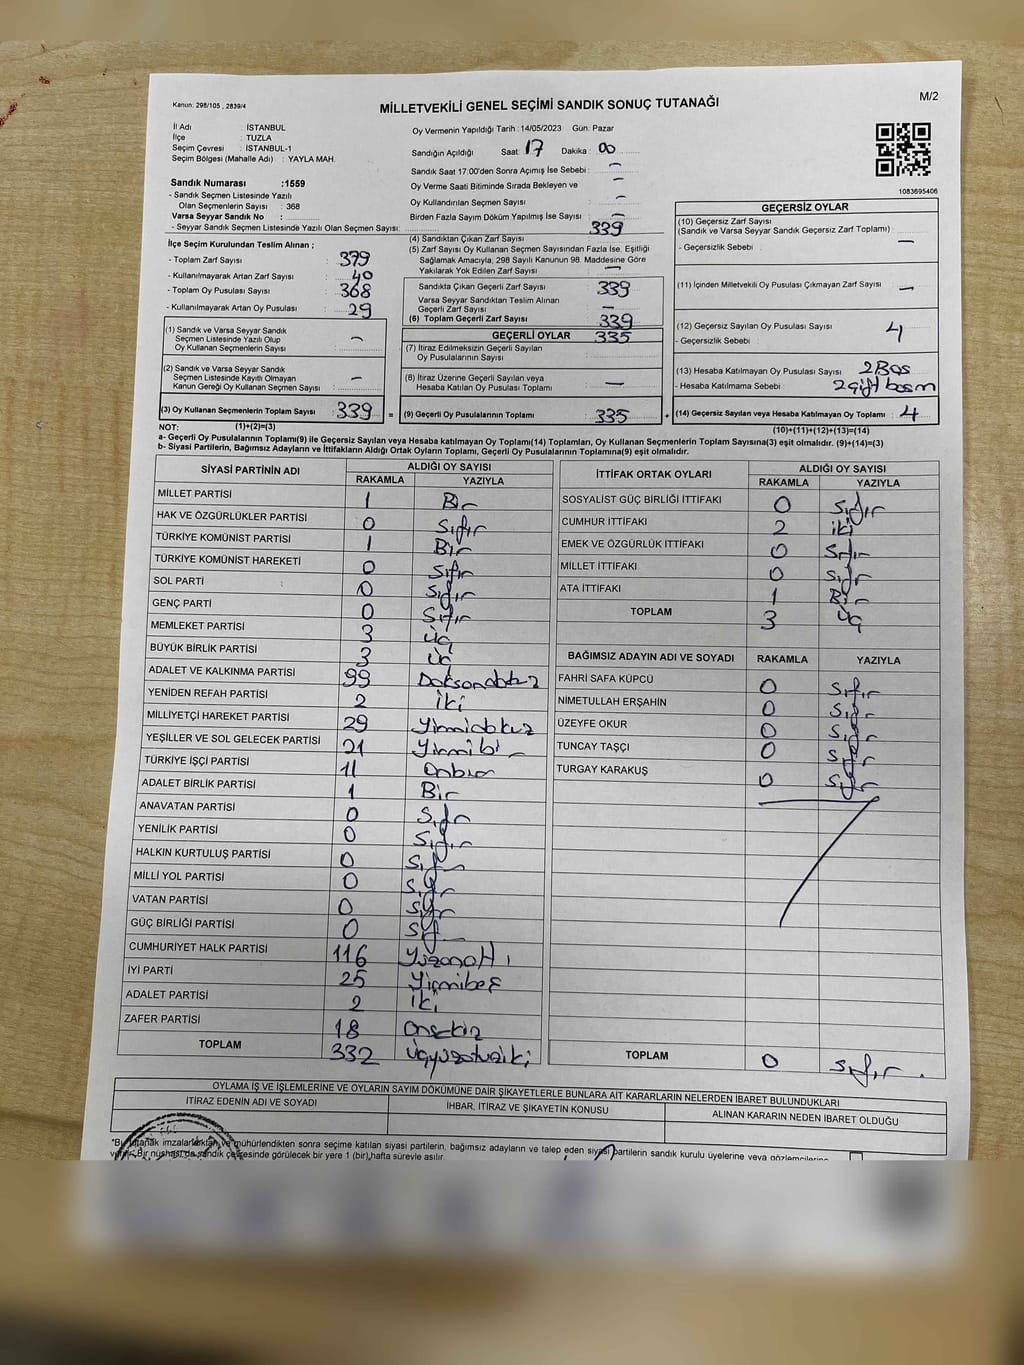 Kanun: 298/105 , 2839/4
MİLLETVEKİLİ GENEL SEÇİMİ SANDIK SONUÇ TUTANAĞI
M/2
İl Adı : İSTANBUL
İlçe : TUZLA
Seçim Çevresi : İSTANBUL-1
Seçim Bölgesi (Mahalle Adı) : YAYLA MAH.
Sandık Numarası :1559
- Sandık Seçmen Listesinde Yazılı
Olan Seçmenlerin Sayısı : 368
Varsa Seyyar Sandık No :
- Seyyar Sandık Seçmen Listesinde Yazılı Olan Seçmen Sayısı:
Oy Vermenin Yapıldığı Tarih :14/05/2023 Gün: Pazar
Sandığın Açıldığı Saat: 17 Dakika: 00
Sandık Saat 17.00'den Sonra Açımış İse Sebebi : —
Oy Verme Saati Bitiminde Sırada Bekleyen ve —
Oy Kullandırılan Seçmen Sayısı : —
Birden Fazla Sayım Döküm Yapılmış İse Sayısı : —
1083695406
İlçe Seçim Kurulundan Teslim Alınan ;
- Toplam Zarf Sayısı : 379
- Kullanılmayarak Artan Zarf Sayısı : 40
- Toplam Oy Pusulası Sayısı : 368
- Kullanılmayarak Artan Oy Pusulası : 29
(1) Sandık ve Varsa Seyyar Sandık
Seçmen Listesinde Yazılı Olup
Oy Kullanan Seçmenlerin Sayısı : —
(2) Sandık ve Varsa Seyyar Sandık
Seçmen Listesinde Kayıtlı Olmayan
Kanun Gereği Oy Kullanan Seçmen Sayısı : —
(3) Oy Kullanan Seçmenlerin Toplam Sayısı : 339 =
(4) Sandıktan Çıkan Zarf Sayısı : 339
(5) Zarf Sayısı Oy Kullanan Seçmen Sayısından Fazla İse, Eşitliği
Sağlamak Amacıyla, 298 Sayılı Kanunun 98. Maddesine Göre
Yakılarak Yok Edilen Zarf Sayısı : —
Sandıkta Çıkan Geçerli Zarf Sayısı : 339
Varsa Seyyar Sandıktan Teslim Alınan
Geçerli Zarf Sayısı : —
(6) Toplam Geçerli Zarf Sayısı : 339
GEÇERLİ OYLAR
(7) İtiraz Edilmeksizin Geçerli Sayılan
Oy Pusulalarının Sayısı : 335
(8) İtiraz Üzerine Geçerli Sayılan veya
Hesaba Katılan Oy Pusulalarının Sayısı : —
(9) Geçerli Oy Pusulalarının Toplamı : 335 +
GEÇERSİZ OYLAR
(10) Geçersiz Zarf Sayısı
(Sandık ve Varsa Seyyar Sandık Geçersiz Zarf Toplamı) :
- Geçersizlik Sebebi : —
(11) İçinden Milletvekili Oy Pusulası Çıkmayan Zarf Sayısı : —
(12) Geçersiz Sayılan Oy Pusulası Sayısı : 4
- Geçersizlik Sebebi :
(13) Hesaba Katılmayan Oy Pusulası Sayısı : 2 Boş
- Hesaba Katılmama Sebebi : 2 çift basım
(14) Geçersiz Sayılan veya Hesaba Katılmayan Oy Toplamı : 4
NOT: (1)+(2)=(3)
(10)+(11)+(12)+(13)=(14)
a- Geçerli Oy Pusulalarının Toplamı(9) ile Geçersiz Sayılan veya Hesaba katılmayan Oy Toplamı(14) Toplamları, Oy Kullanan Seçmenlerin Toplam Sayısına(3) eşit olmalıdır. (9)+(14)=(3)
b- Siyasi Partilerin, Bağımsız Adayların ve İttifakların Aldığı Ortak Oyların Toplamı, Geçerli Oy Pusulalarının Toplamına(9) eşit olmalıdır.
SİYASİ PARTİNİN ADI ALDIĞI OY SAYISI
RAKAMLA YAZIYLA
MİLLET PARTİSİ 1 Bir
HAK VE ÖZGÜRLÜKLER PARTİSİ 0 Sıfır
TÜRKİYE KOMÜNİST PARTİSİ 1 Bir
TÜRKİYE KOMÜNİST HAREKETİ 0 Sıfır
SOL PARTİ 0 Sıfır
GENÇ PARTİ 0 Sıfır
MEMLEKET PARTİSİ 3 üç
BÜYÜK BİRLİK PARTİSİ 3 üç
ADALET VE KALKINMA PARTİSİ 99 Doksandokuz
YENİDEN REFAH PARTİSİ 2 İki
MİLLİYETÇİ HAREKET PARTİSİ 29 Yirmidokuz
YEŞİLLER VE SOL GELECEK PARTİSİ 21 Yirmibir
TÜRKİYE İŞÇİ PARTİSİ 11 Onbir
ADALET BİRLİK PARTİSİ 1 Bir
ANAVATAN PARTİSİ 0 Sıfır
YENİLİK PARTİSİ 0 Sıfır
HALKIN KURTULUŞ PARTİSİ 0 Sıfır
MİLLİ YOL PARTİSİ 0 Sıfır
VATAN PARTİSİ 0 Sıfır
GÜÇ BİRLİĞİ PARTİSİ 0 Sıfır
CUMHURİYET HALK PARTİSİ 116 Yüzonaltı
İYİ PARTİ 25 Yirmibeş
ADALET PARTİSİ 2 İki
ZAFER PARTİSİ 18 Onsekiz
TOPLAM 332 üçyüzotuziki
İTTİFAK ORTAK OYLARI ALDIĞI OY SAYISI
RAKAMLA YAZIYLA
SOSYALİST GÜÇ BİRLİĞİ İTTİFAKI 0 Sıfır
CUMHUR İTTİFAKI 2 iki
EMEK VE ÖZGÜRLÜK İTTİFAKI 0 Sıfır
MİLLET İTTİFAKI 0 Sıfır
ATA İTTİFAKI 1 Bir
TOPLAM 3 üç
BAĞIMSIZ ADAYIN ADI VE SOYADI RAKAMLA YAZIYLA
FAHRİ SAFA KÜPCÜ 0 Sıfır
NİMETULLAH ERŞAHİN 0 Sıfır
ÜZEYFE OKUR 0 Sıfır
TUNCAY TAŞÇI 0 Sıfır
TURGAY KARAKUŞ 0 Sıfır
TOPLAM 0 Sıfır.
OYLAMA İŞ VE İŞLEMLERİNE VE OYLARIN SAYIM DÖKÜMÜNE DAİR ŞİKAYETLERLE BUNLARA AİT KARARLARIN NELERDEN İBARET BULUNDUKLARI
İTİRAZ EDENİN ADI VE SOYADI İHBAR, İTİRAZ VE ŞİKAYETİN KONUSU ALINAN KARARIN NEDEN İBARET OLDUĞU
*Bu tutanak imzalandıktan ve mühürlendikten sonra seçime katılan siyasi partilerin, bağımsız adayların ve talep eden siyasi partilerin sandık kurulu üyelerine veya gözlemcilerine
verilir. Bir nüshası da sandık çevresinde görülecek bir yere 1 (bir) hafta süreyle asılır.